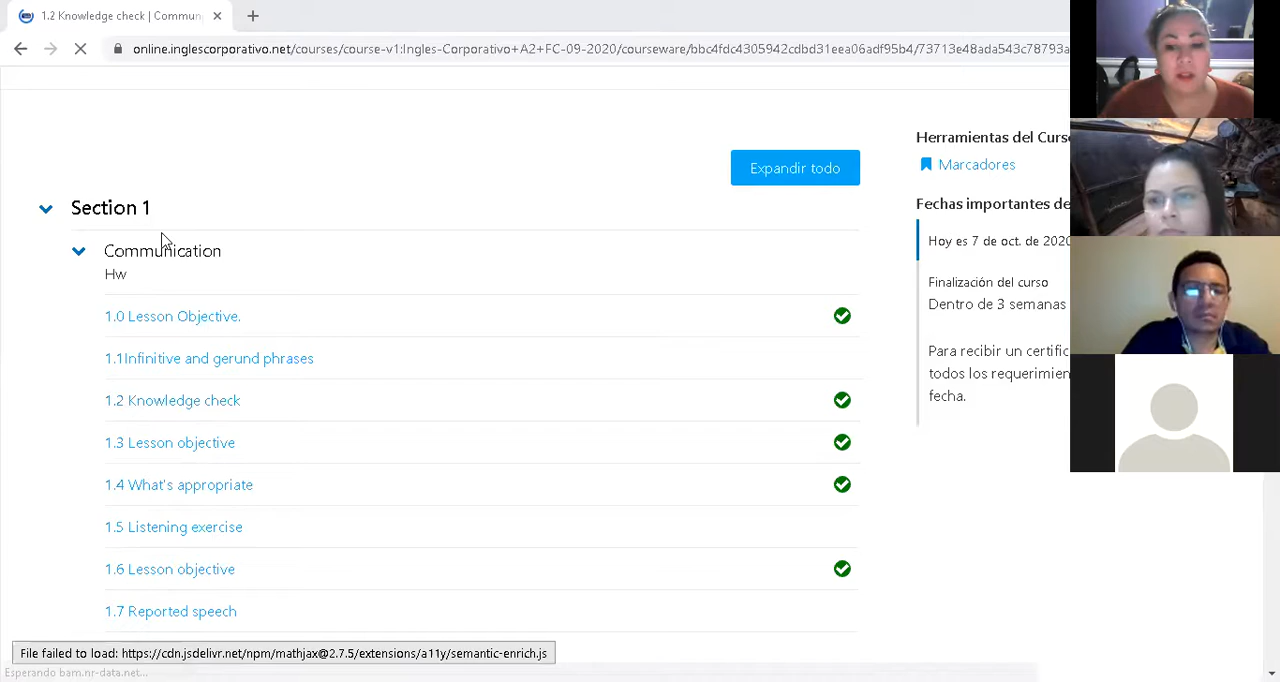 1.2 Knowledge check | Commun
online.inglescorporativo.net/courses/course-v1:Ingles-Corporativo+A2+FC-09-2020/courseware/bbc4fdc4305942cdbd31eea06adf95b4/73713e48ada543c78793a
Expandir todo
Section 1
Communication
Hw
1.0 Lesson Objective.
1.1Infinitive and gerund phrases
1.2 Knowledge check
1.3 Lesson objective
1.4 What's appropriate
1.5 Listening exercise
1.6 Lesson objective
1.7 Reported speech
Herramientas del Curs
Marcadores
Fechas importantes de
Hoy es 7 de oct. de 2020
Finalización del curso
Dentro de 3 semanas
Para recibir un certific
todos los requerimien
fecha.
File failed to load: https://cdn.jsdelivr.net/npm/mathjax@2.7.5/extensions/a11y/semantic-enrich.js
Esperando bam.nr-data.net...